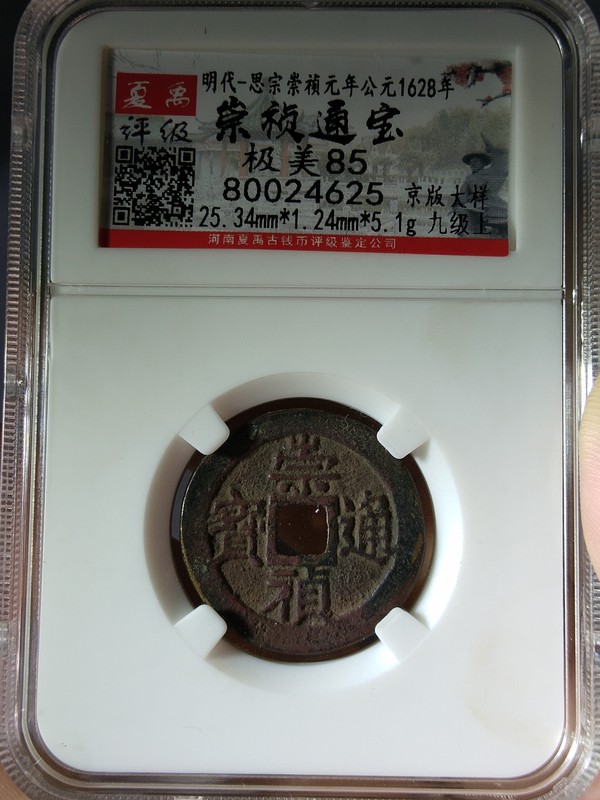 夏禹
评级
明代-思宗崇祯元年公元1628年
崇祯通宝
极美85
80024625 京版大样
25.34mm*1.24mm*5.1g 九级上
河南夏禹古钱币评级鉴定公司
崇禎通寶